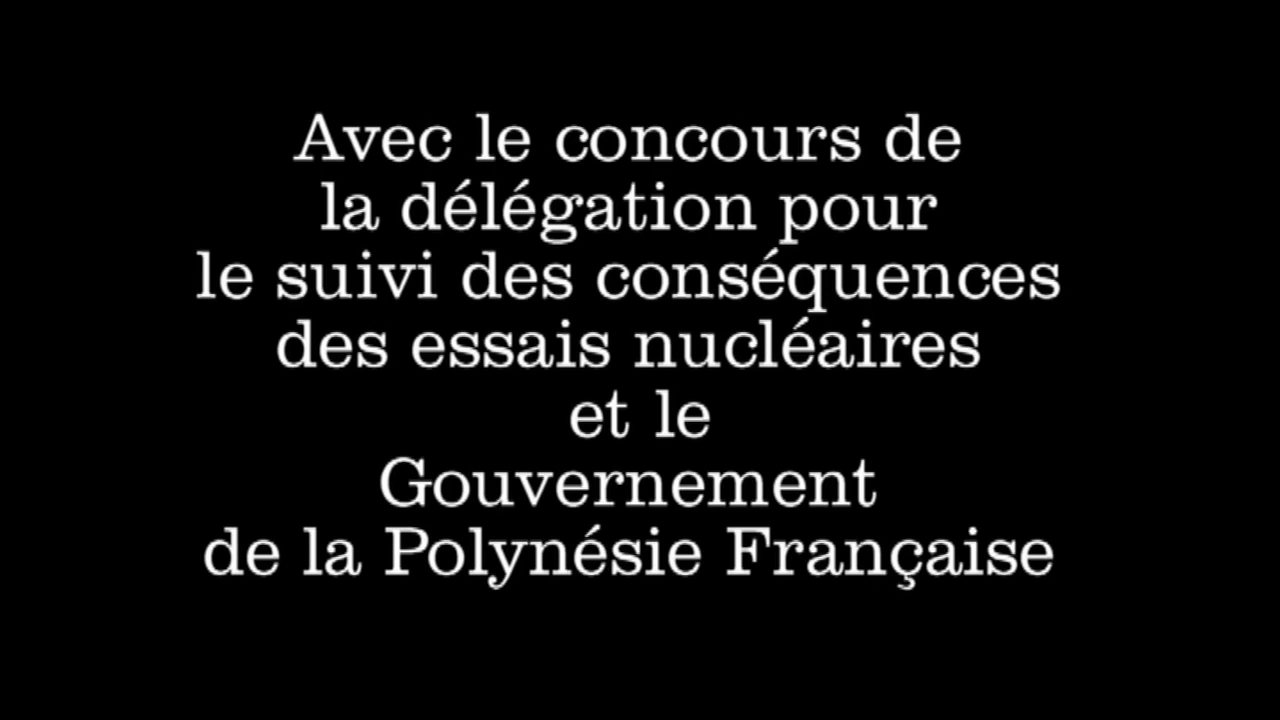 Avec le concours de
la délégation pour
le suivi des conséquences
des essais nucléaires
et le
Gouvernement
de la Polynésie Française